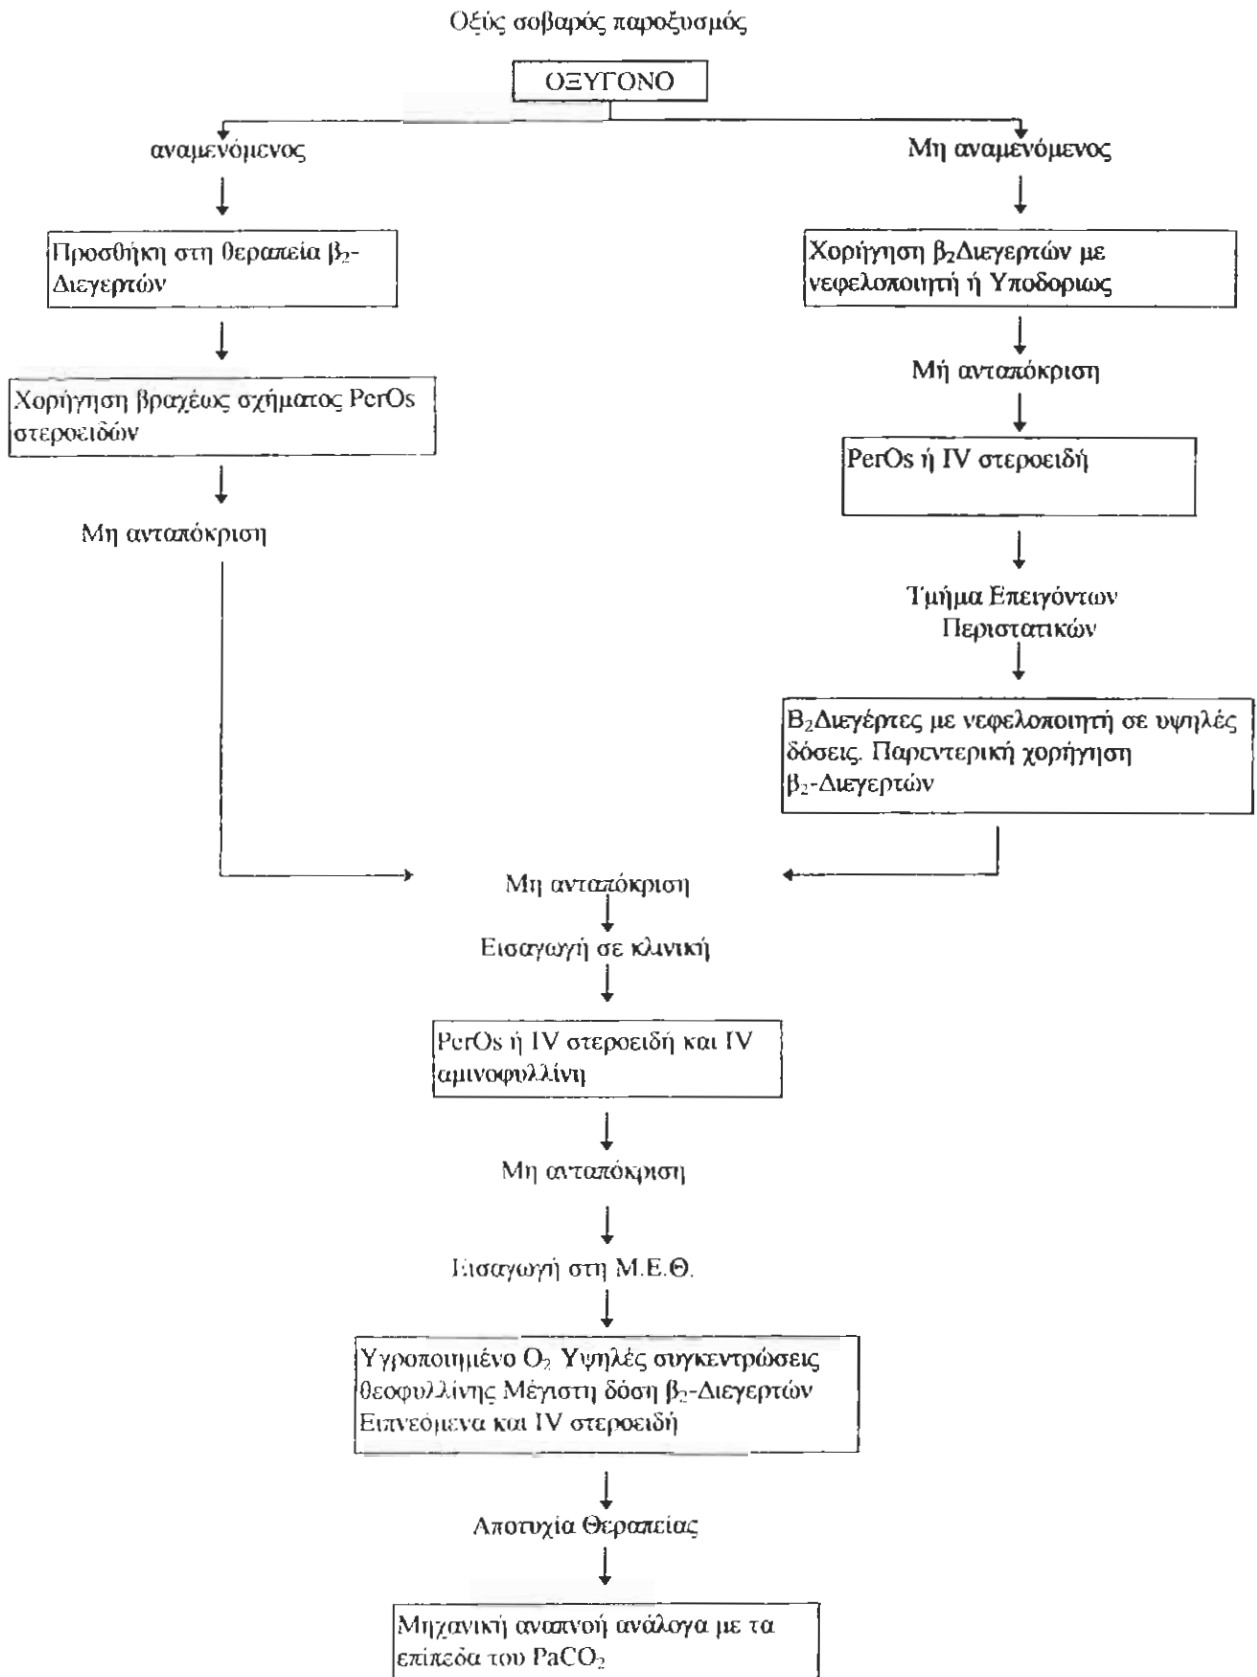 Οξύς σοβαρός παροξυσμός
ΟΞΥΓΟΝΟ
αναμενόμενος
Μη αναμενόμενος
Προσθήκη στη θεραπεία β₂-
Διεγερτών
Χορήγηση β₂Διεγερτών με
νεφελοποιητή ή Υποδοριως
Μή ανταπόκριση
Χορήγηση βραχέως σχήματος PerOs
στεροειδών
PerOs ή IV στεροειδή
Μη ανταπόκριση
Τμήμα Επειγόντων
Περιστατικών
Β₂Διεγέρτες με νεφελοποιητή σε υψηλές
δόσεις. Παρεντερική χορήγηση
β₂-Διεγερτών
Μη ανταπόκριση
Εισαγωγή σε κλινική
PerOs ή IV στεροειδή και IV
αμινοφυλλίνη
Μη ανταπόκριση
Εισαγωγή στη Μ.Ε.Θ.
Υγροποιημένο Ο₂ Υψηλές συγκεντρώσεις
θεοφυλλίνης Μέγιστη δόση β₂-Διεγερτών
Ειπνεόμενα και IV στεροειδή
Αποτυχία Θεραπείας
Μηχανική αναπνοή ανάλογα με τα
επίπεδα του PaCO₂